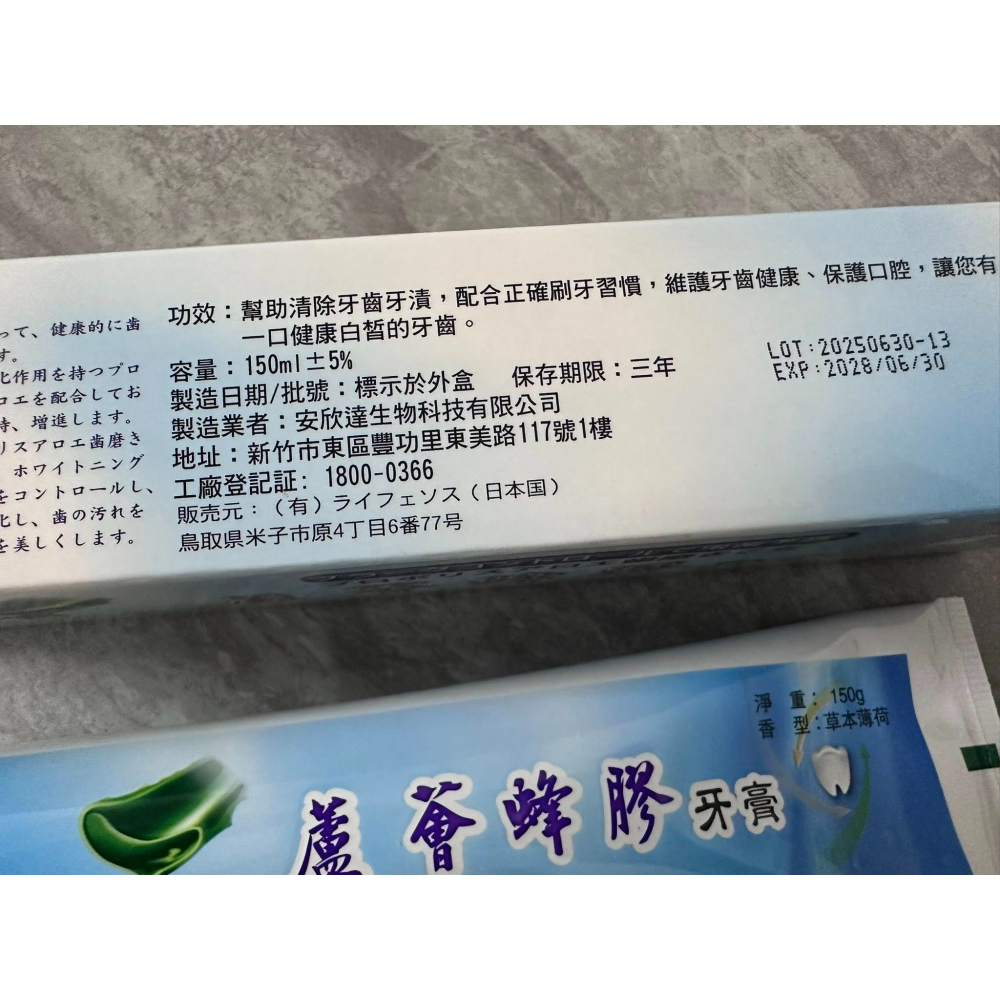 って、健康的に歯
す。
化作用を持つプロ
ロエを配合してお
持、増進します。
リスアロエ歯磨き
ホワイトニング
をコントロールし、
化し、歯の汚れを
を美しくします。
功效：幫助清除牙齒牙漬，配合正確刷牙習慣，維護牙齒健康、保護口腔，讓您有
一口健康白皙的牙齒。
容量：150ml±5%
製造日期/批號：標示於外盒 保存期限：三年
製造業者：安欣達生物科技有限公司
地址：新竹市東區豐功里東美路117號1樓
工廠登記証: 1800-0366
販売元：（有）ライフェソス（日本国）
鳥取県米子市原4丁目6番77号
LOT:20250630-13
EXP:2028/06/30
淨 重: 150g
香 型:草本薄荷
蘆薈蜂膠牙膏